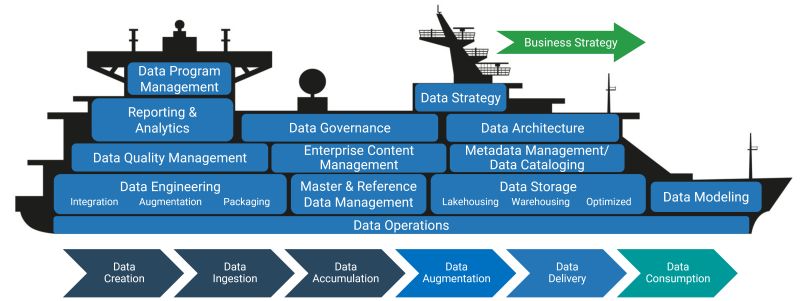 Business Strategy
Data Program
Management
Data Strategy
Reporting &
Analytics
Data Governance
Data Architecture
Data Quality Management
Enterprise Content
Management
Metadata Management/
Data Cataloging
Data Engineering
Integration Augmentation Packaging
Master & Reference
Data Management
Data Storage
Lakehousing Warehousing Optimized
Data Modeling
Data Operations
Data
Creation
Data
Ingestion
Data
Accumulation
Data
Augmentation
Data
Delivery
Data
Consumption